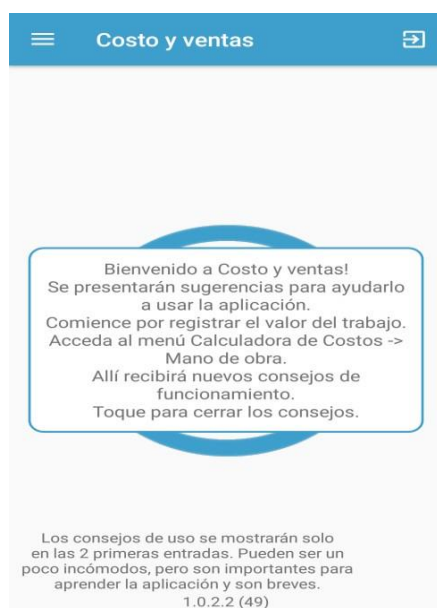 Costo y ventas
Bienvenido a Costo y ventas!
Se presentarán sugerencias para ayudarlo
a usar la aplicación.
Comience por registrar el valor del trabajo.
Acceda al menú Calculadora de Costos ->
Mano de obra.
Allí recibirá nuevos consejos de
funcionamiento.
Toque para cerrar los consejos.
Los consejos de uso se mostrarán solo
en las 2 primeras entradas. Pueden ser un
poco incómodos, pero son importantes para
aprender la aplicación y son breves.
1.0.2.2 (49)